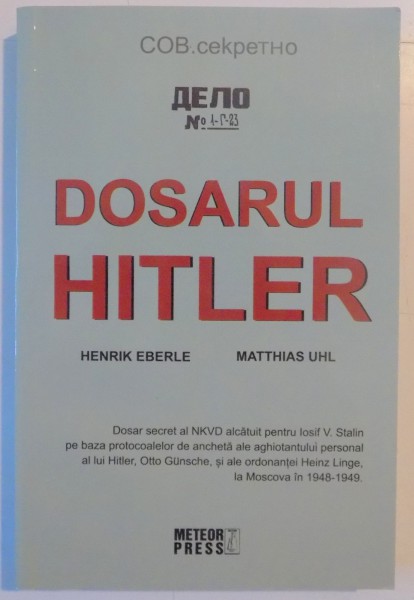 СОВ.секретно
ДЕЛО
№ 1-Г-23
DOSARUL
HITLER
HENRIK EBERLE MATTHIAS UHL
Dosar secret al NKVD alcătuit pentru Iosif V. Stalin
pe baza protocoalelor de anchetă ale aghiotantului personal
al lui Hitler, Otto Günsche, și ale ordonanței Heinz Linge,
la Moscova în 1948-1949.
METEOR
PRESS